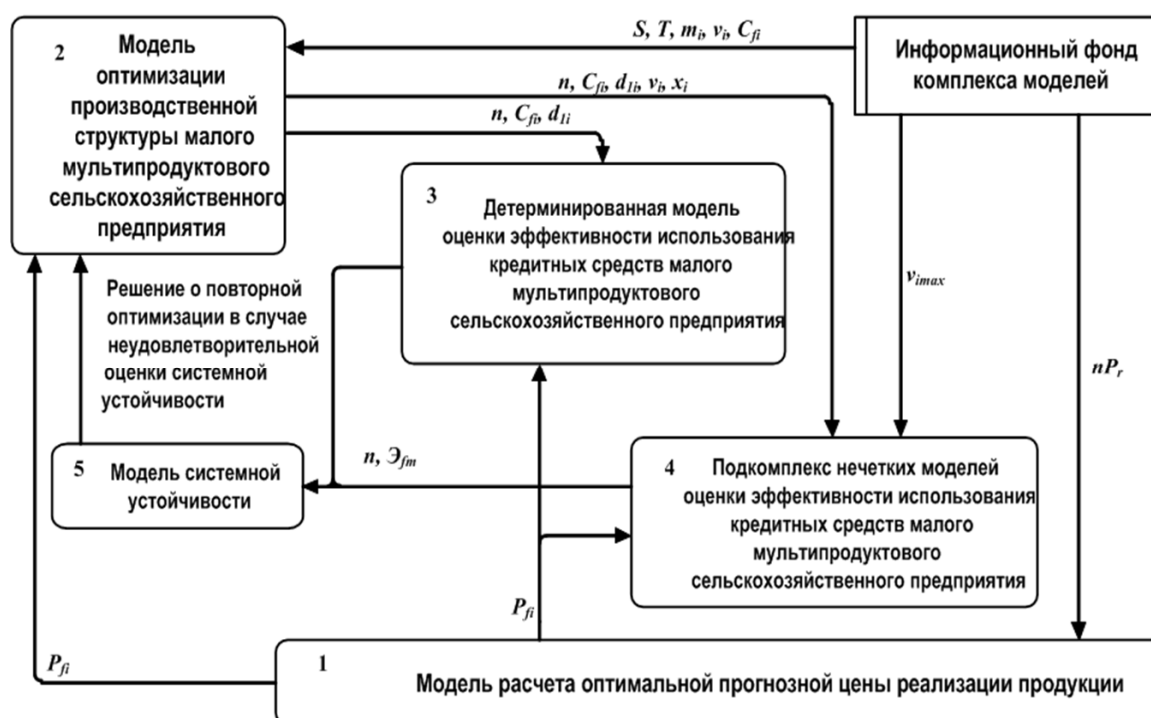 S, T, mi, vi, Cfi
Информационный фонд
комплекса моделей
2
Модель
оптимизации
производственной
структуры малого
мультипродуктового
сельскохозяйственного
предприятия
n, Cfi, d1i, vi, xi
n, Cfi, d1i
3
Детерминированная модель
оценки эффективности использования
кредитных средств малого
мультипродуктового
сельскохозяйственного предприятия
vimax
nPr
Решение о повторной
оптимизации в случае
неудовлетворительной
оценки системной
устойчивости
5
Модель системной
устойчивости
n, Эfm
4
Подкомплекс нечетких моделей
оценки эффективности использования
кредитных средств малого
мультипродуктового
сельскохозяйственного предприятия
Pfi
Pfi
1
Модель расчета оптимальной прогнозной цены реализации продукции